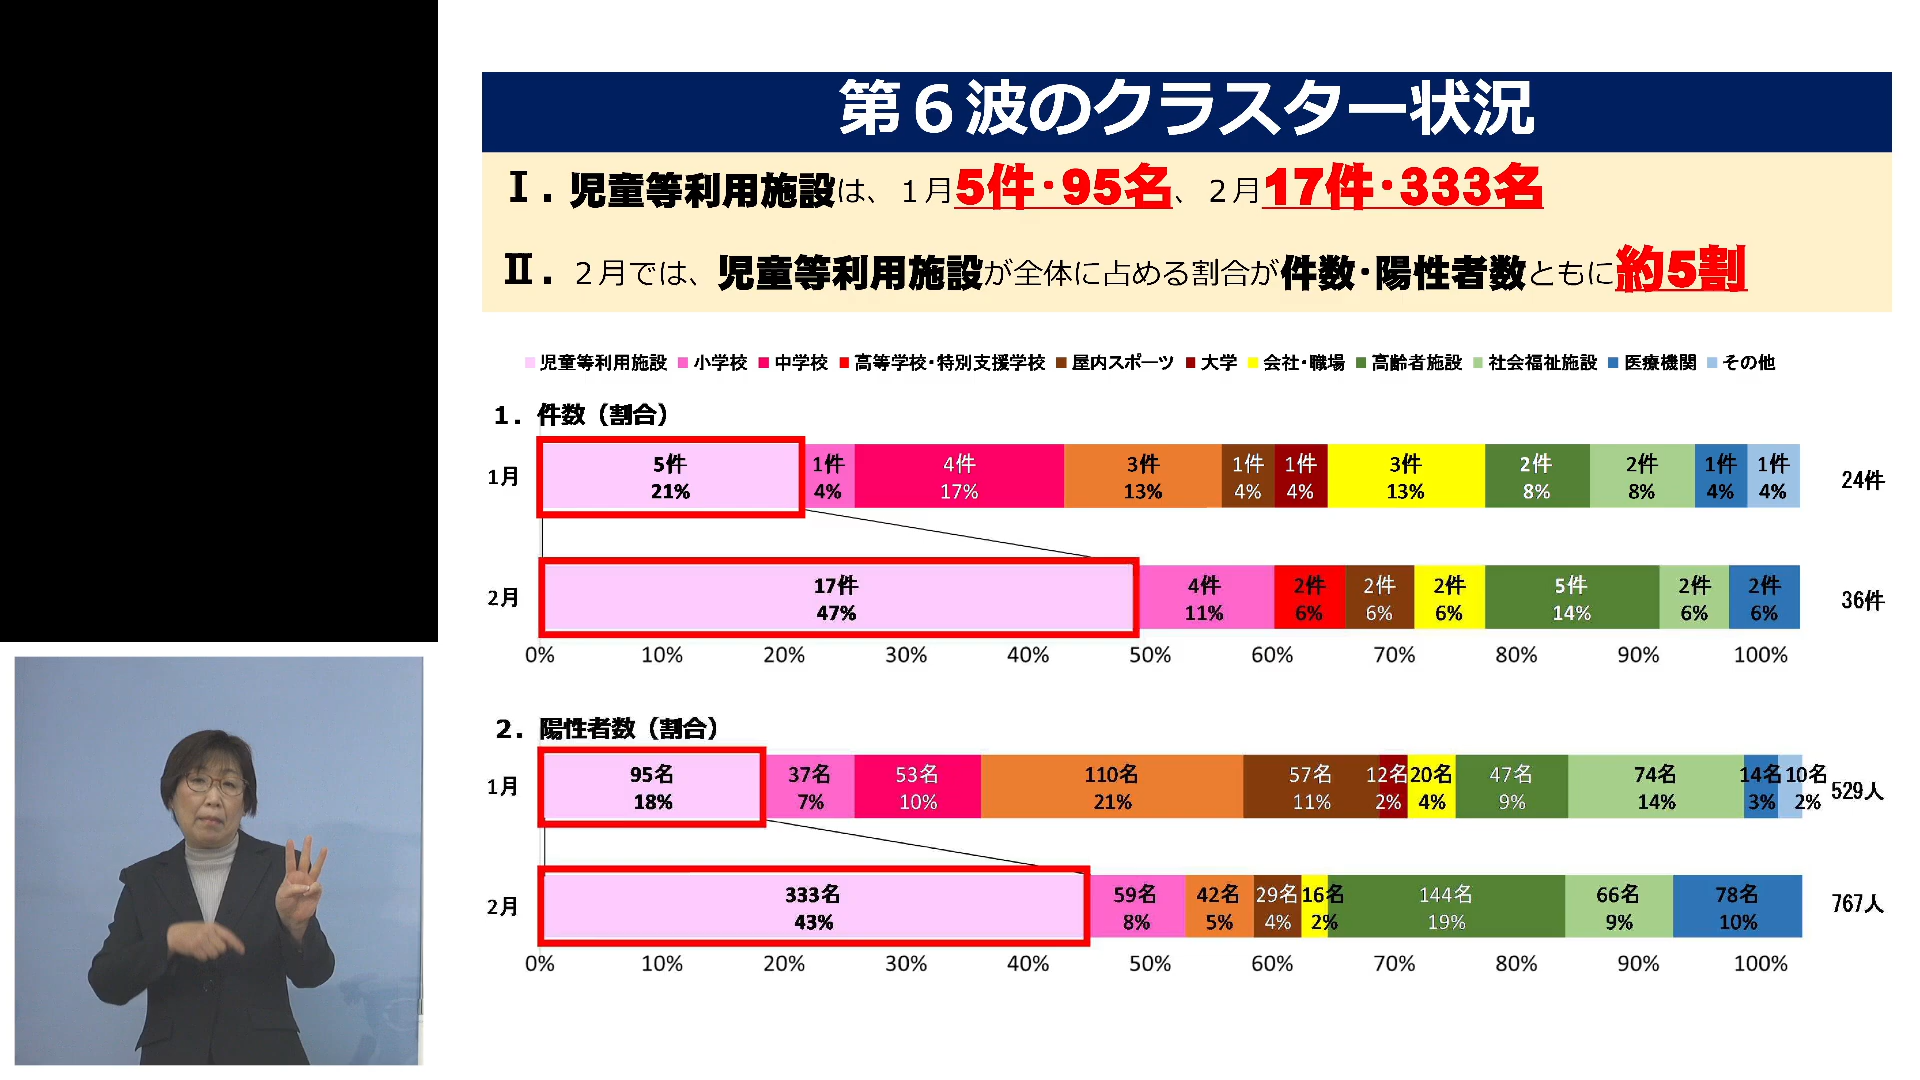 第６波のクラスター状況
Ⅰ．児童等利用施設は、１月5件・95名、２月17件・333名
Ⅱ．２月では、児童等利用施設が全体に占める割合が件数・陽性者数ともに約5割
児童等利用施設 小学校 中学校 高等学校・特別支援学校 屋内スポーツ 大学 会社・職場 高齢者施設 社会福祉施設 医療機関 その他
１．件数（割合）
1月 5件 1件 4件 3件 1件 1件 3件 2件 2件 1件 1件 24件
21% 4% 17% 13% 4% 4% 13% 8% 8% 4% 4%
2月 17件 4件 2件 2件 2件 5件 2件 2件 36件
47% 11% 6% 6% 6% 14% 6% 6%
0% 10% 20% 30% 40% 50% 60% 70% 80% 90% 100%
２．陽性者数（割合）
1月 95名 37名 53名 110名 57名 12名 20名 47名 74名 14名 10名 529人
18% 7% 10% 21% 11% 2% 4% 9% 14% 3% 2%
2月 333名 59名 42名 29名 16名 144名 66名 78名 767人
43% 8% 5% 4% 2% 19% 9% 10%
0% 10% 20% 30% 40% 50% 60% 70% 80% 90% 100%